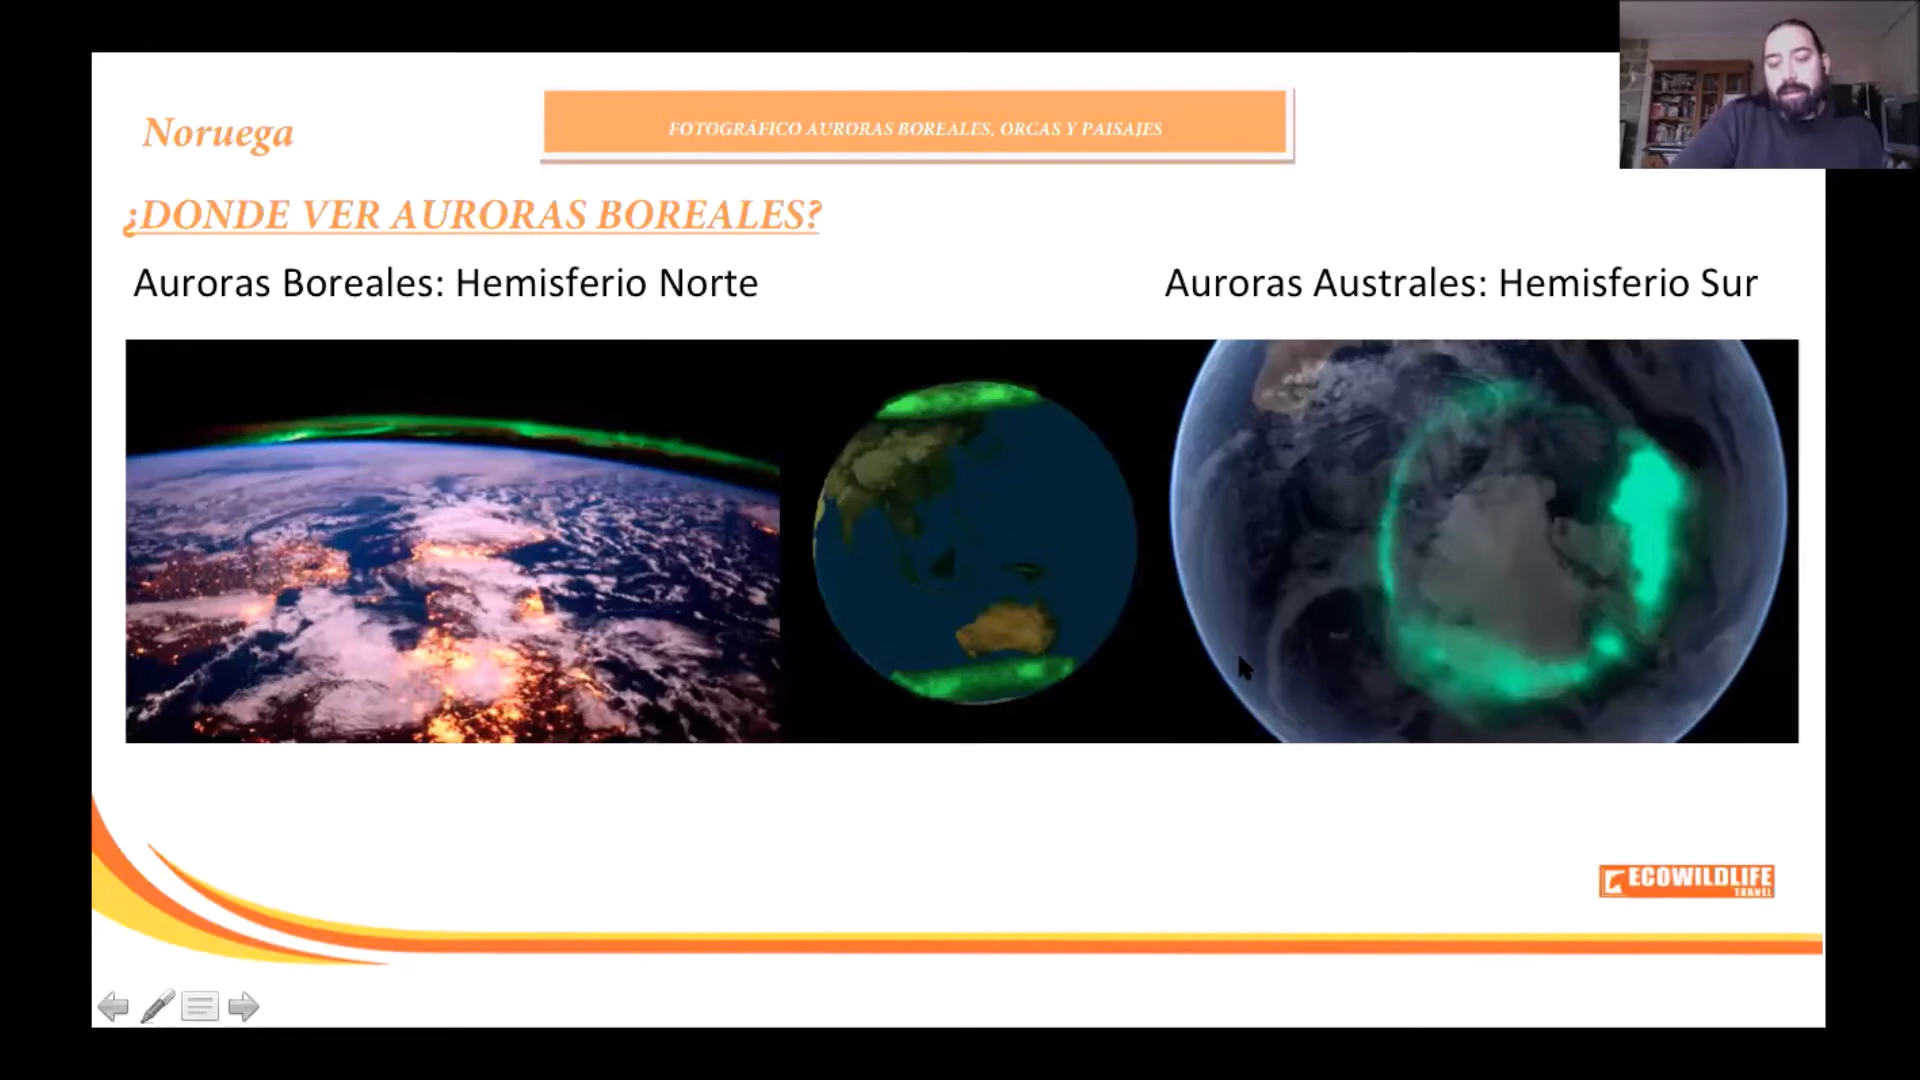 Noruega
FOTOGRÁFICO AURORAS BOREALES, ORCAS Y PAISAJES
¿DONDE VER AURORAS BOREALES?
Auroras Boreales: Hemisferio Norte
Auroras Australes: Hemisferio Sur
ECOWILDLIFE
TRAVEL